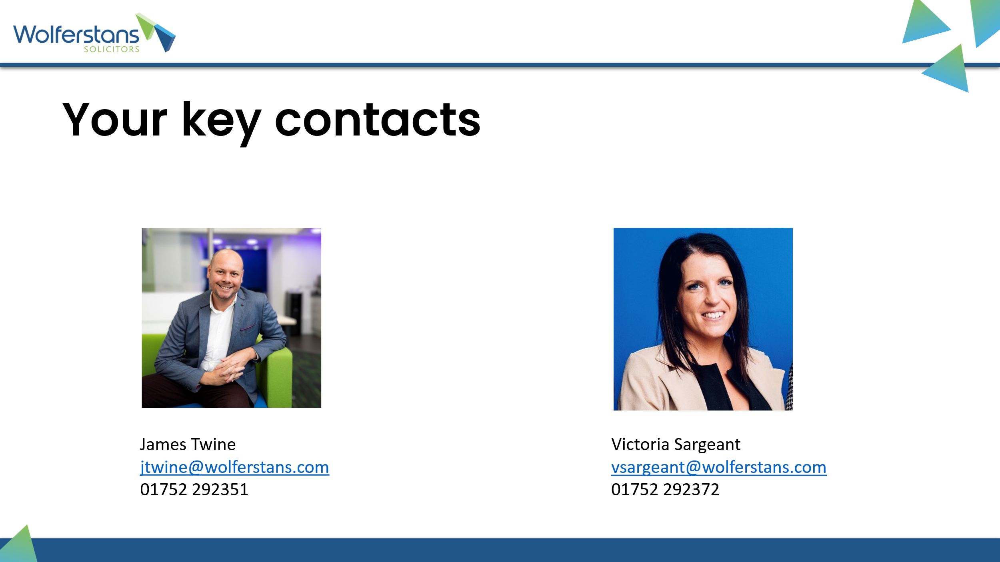 Wolferstans
SOLICITORS
Your key contacts
James Twine
jtwine@wolferstans.com
01752 292351
Victoria Sargeant
vsargeant@wolferstans.com
01752 292372